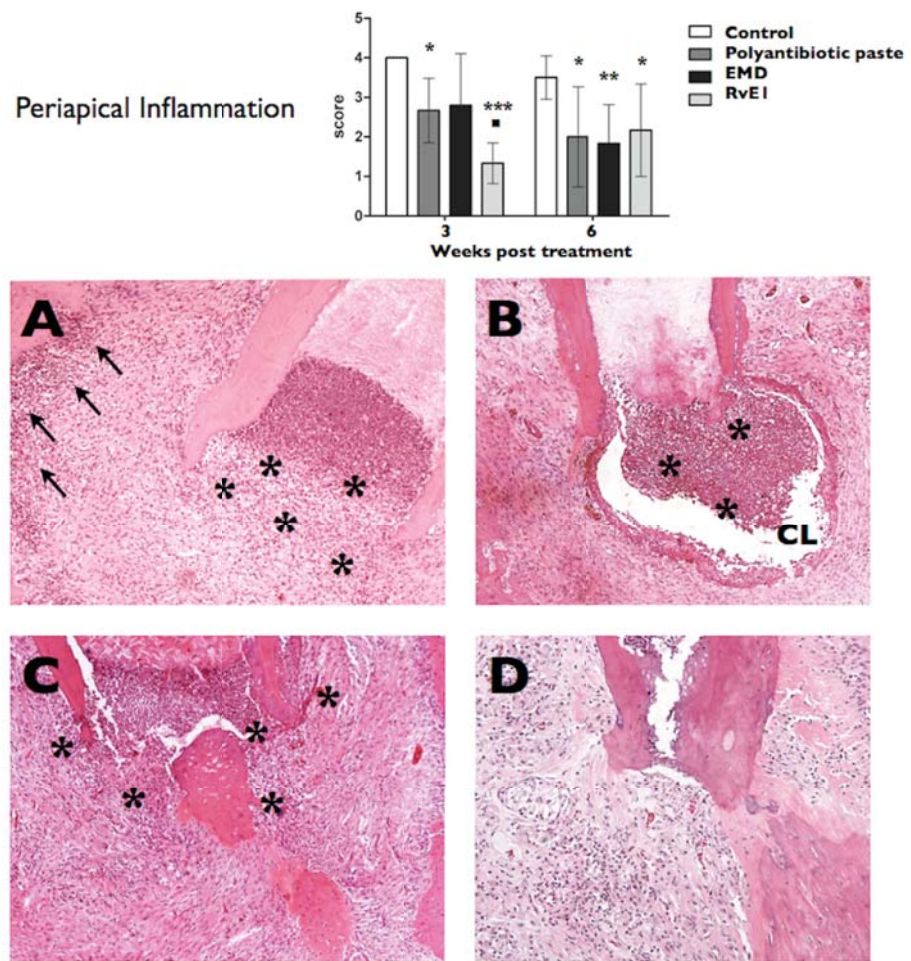 Periapical Inflammation
score
5
4
3
2
1
0
*
***
*
**
*
3
6
Weeks post treatment
Control
Polyantibiotic paste
EMD
RvE1
A
* * * * *
B
* * *
CL
C
* * * * *
D